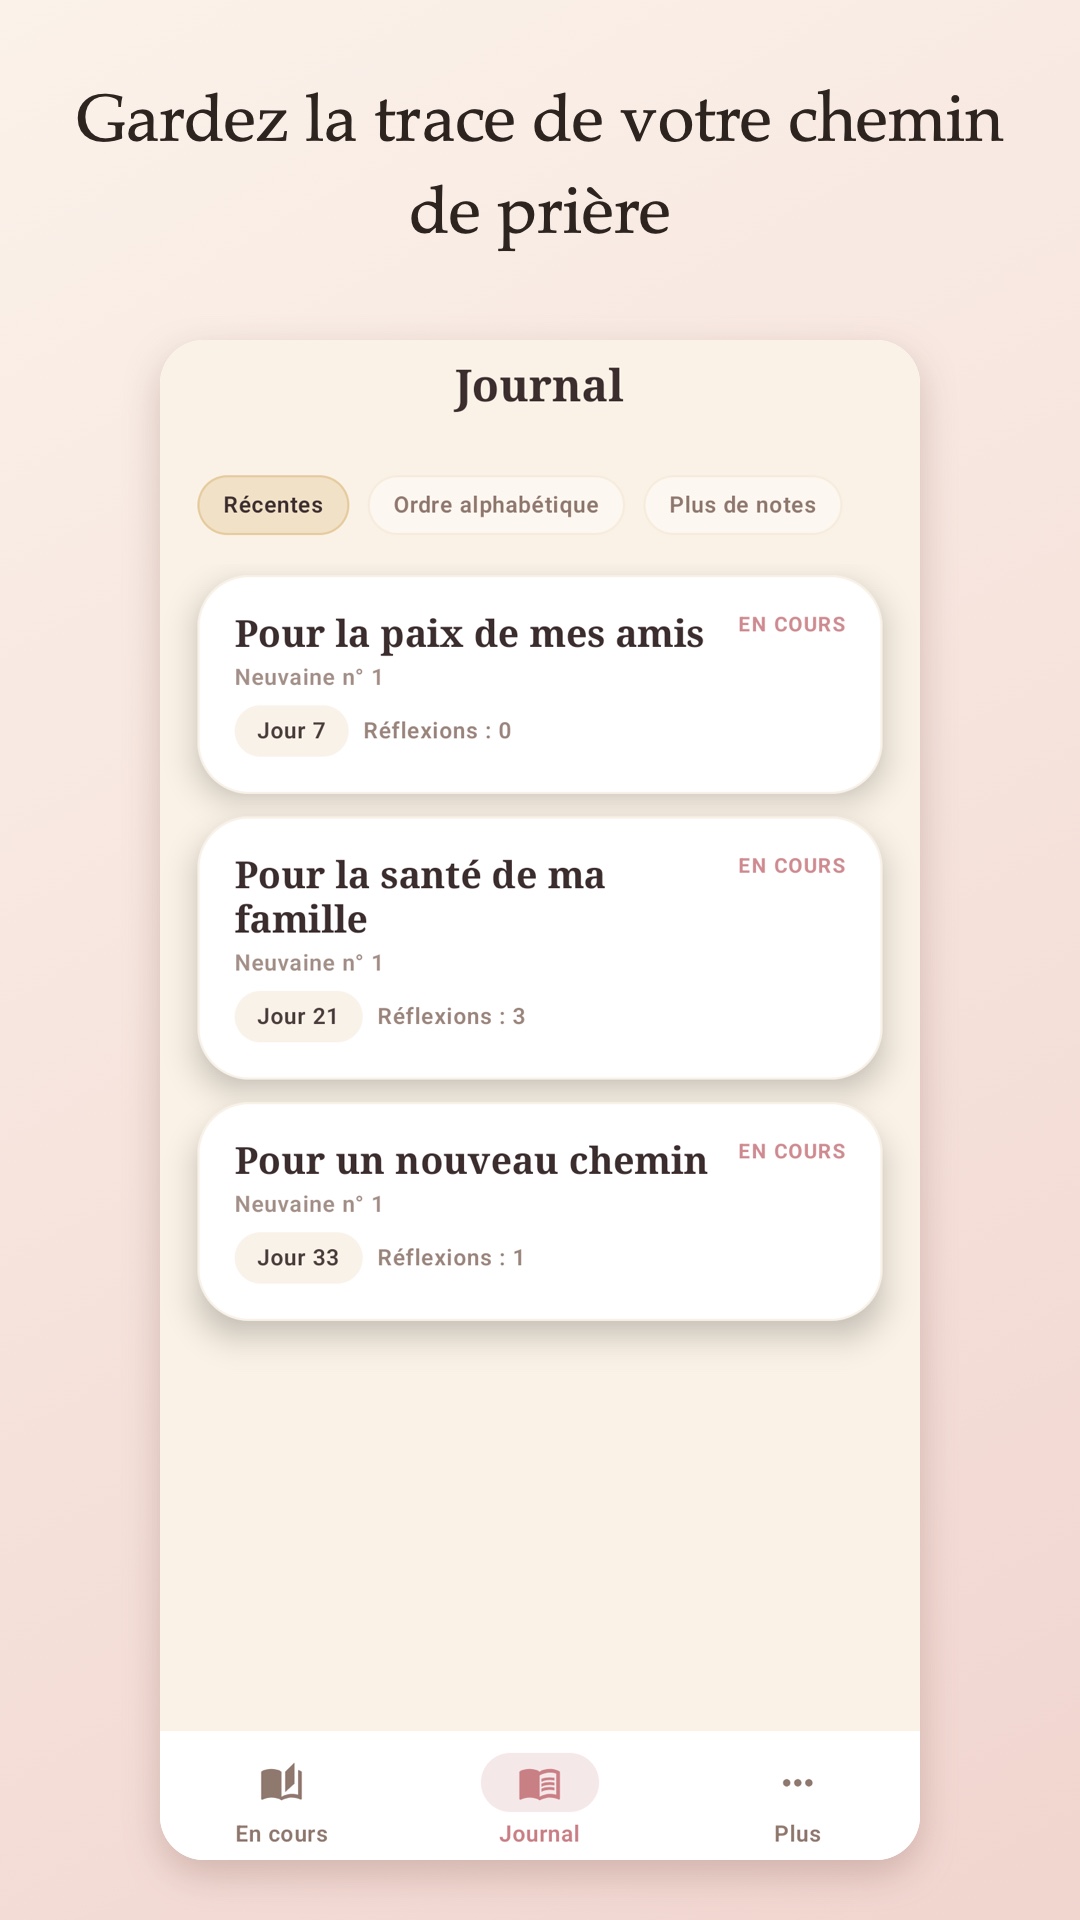 Gardez la trace de votre chemin
de prière
Journal
Récentes
Ordre alphabétique
Plus de notes
Pour la paix de mes amis
EN COURS
Neuvaine n° 1
Jour 7
Réflexions : 0
Pour la santé de ma
famille
EN COURS
Neuvaine n° 1
Jour 21
Réflexions : 3
Pour un nouveau chemin
EN COURS
Neuvaine n° 1
Jour 33
Réflexions : 1
En cours
Journal
Plus